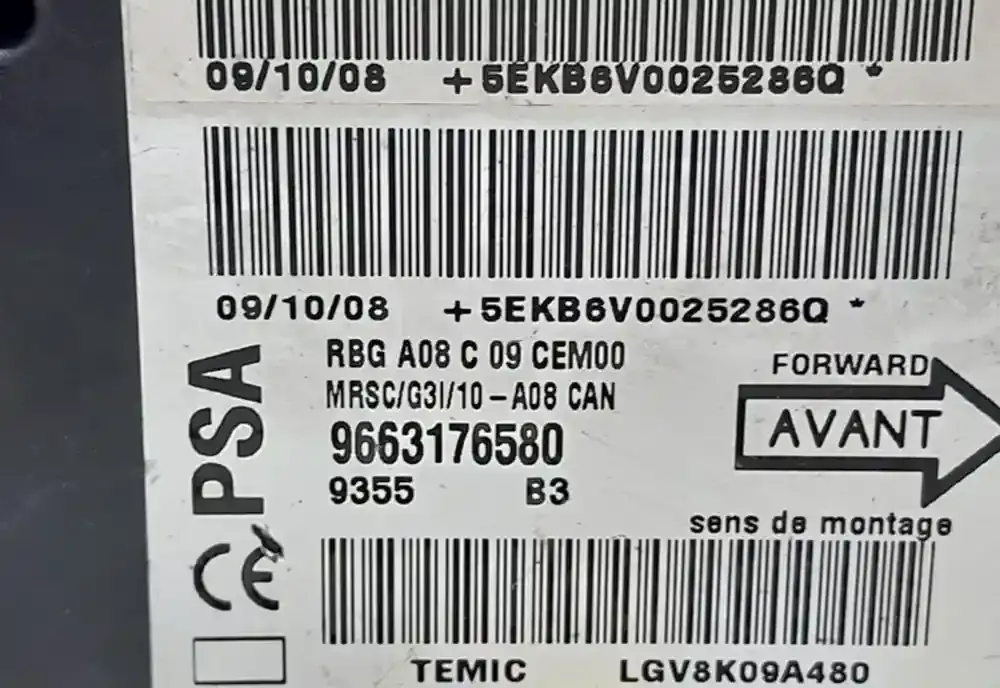 09/10/08 +5EKB6V0025286Q *
09/10/08 +5EKB6V0025286Q *
PSA
RBG A08 C 09 CEM00
MRSC/G3I/10-A08 CAN
9663176580
9355 B3
FORWARD
AVANT
sens de montage
CE
TEMIC LGV8K09A480